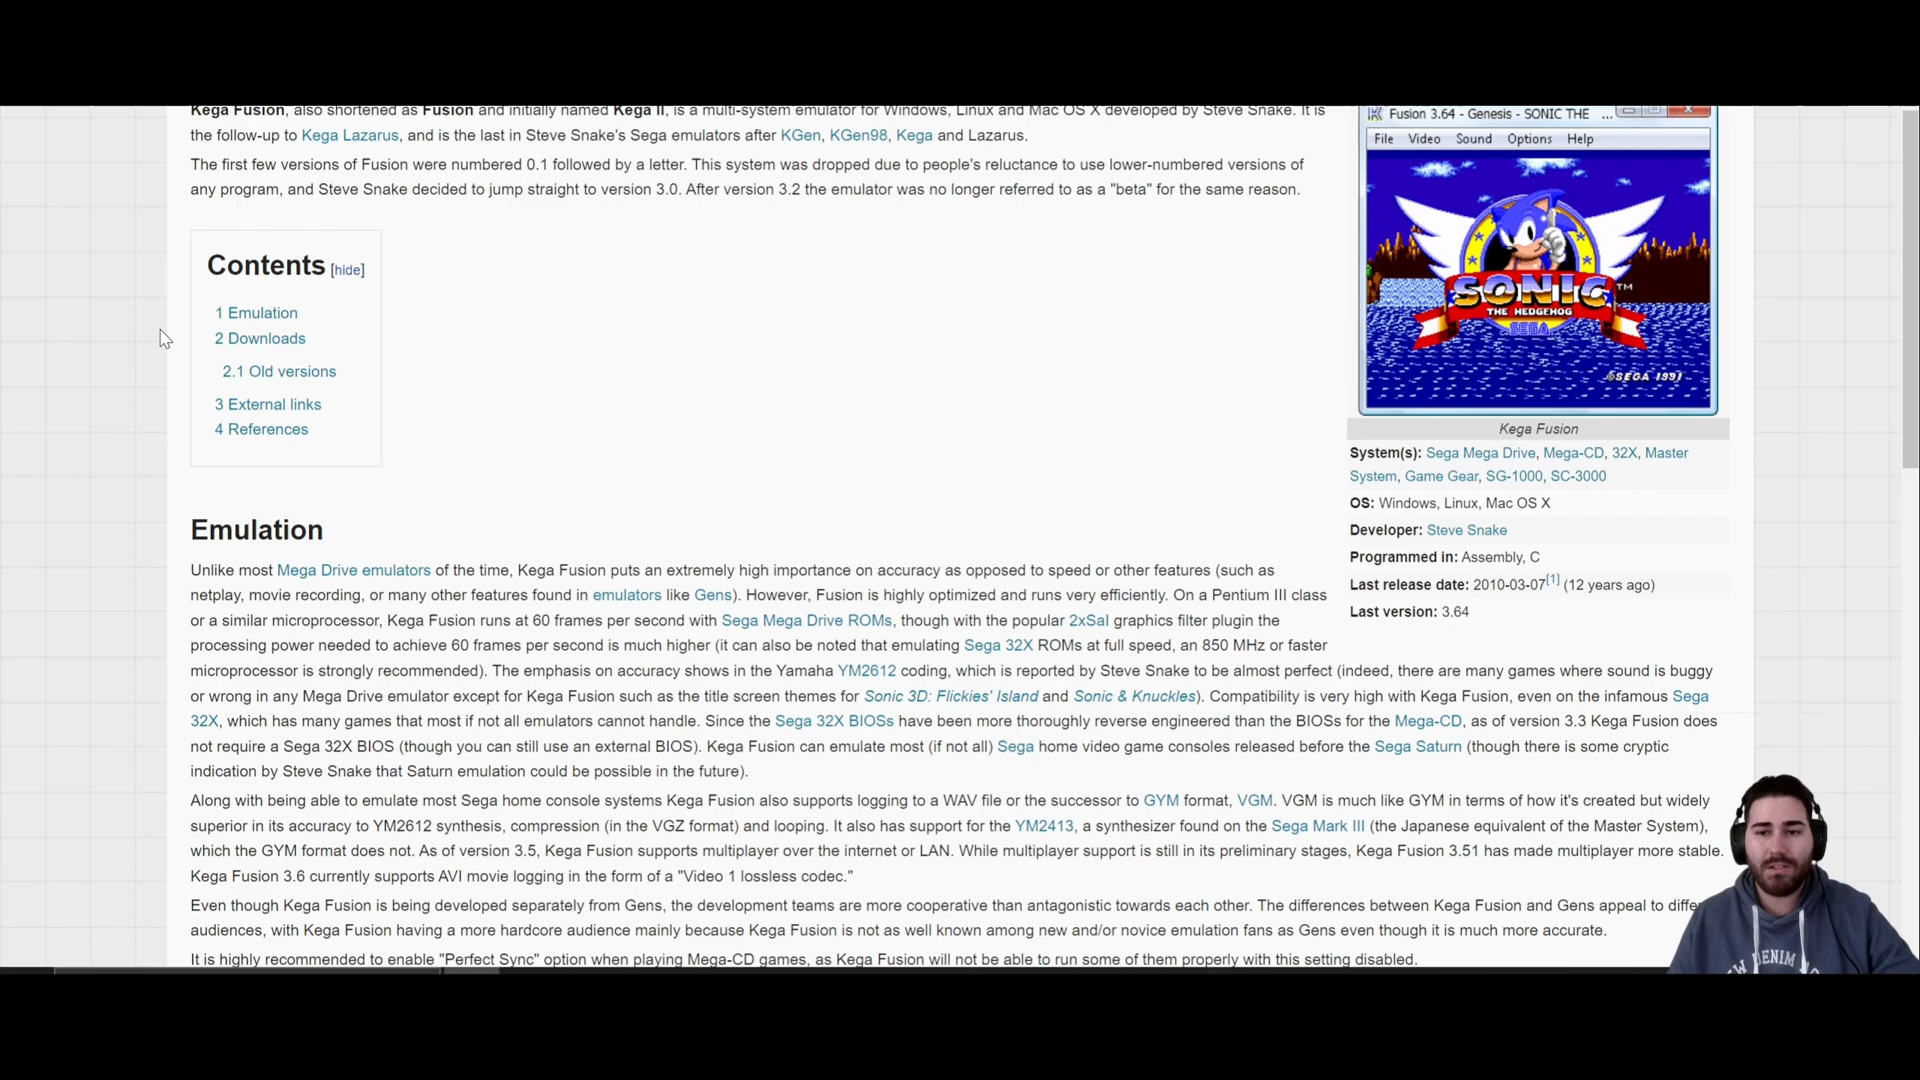 Kega Fusion, also shortened as Fusion and initially named Kega II, is a multi-system emulator for Windows, Linux and Mac OS X developed by Steve Snake. It is
the follow-up to Kega Lazarus, and is the last in Steve Snake's Sega emulators after KGen, KGen98, Kega and Lazarus.
The first few versions of Fusion were numbered 0.1 followed by a letter. This system was dropped due to people's reluctance to use lower-numbered versions of
any program, and Steve Snake decided to jump straight to version 3.0. After version 3.2 the emulator was no longer referred to as a "beta" for the same reason.
Contents [hide]
1 Emulation
2 Downloads
2.1 Old versions
3 External links
4 References
Fusion 3.64 - Genesis - SONIC THE ...
File Video Sound Options Help
SONIC TM
THE HEDGEHOG
SEGA
©SEGA 1991
Kega Fusion
System(s): Sega Mega Drive, Mega-CD, 32X, Master
System, Game Gear, SG-1000, SC-3000
OS: Windows, Linux, Mac OS X
Developer: Steve Snake
Programmed in: Assembly, C
Last release date: 2010-03-07[1] (12 years ago)
Last version: 3.64
Emulation
Unlike most Mega Drive emulators of the time, Kega Fusion puts an extremely high importance on accuracy as opposed to speed or other features (such as
netplay, movie recording, or many other features found in emulators like Gens). However, Fusion is highly optimized and runs very efficiently. On a Pentium III class
or a similar microprocessor, Kega Fusion runs at 60 frames per second with Sega Mega Drive ROMs, though with the popular 2xSaI graphics filter plugin the
processing power needed to achieve 60 frames per second is much higher (it can also be noted that emulating Sega 32X ROMs at full speed, an 850 MHz or faster
microprocessor is strongly recommended). The emphasis on accuracy shows in the Yamaha YM2612 coding, which is reported by Steve Snake to be almost perfect (indeed, there are many games where sound is buggy
or wrong in any Mega Drive emulator except for Kega Fusion such as the title screen themes for Sonic 3D: Flickies' Island and Sonic & Knuckles). Compatibility is very high with Kega Fusion, even on the infamous Sega
32X, which has many games that most if not all emulators cannot handle. Since the Sega 32X BIOSs have been more thoroughly reverse engineered than the BIOSs for the Mega-CD, as of version 3.3 Kega Fusion does
not require a Sega 32X BIOS (though you can still use an external BIOS). Kega Fusion can emulate most (if not all) Sega home video game consoles released before the Sega Saturn (though there is some cryptic
indication by Steve Snake that Saturn emulation could be possible in the future).
Along with being able to emulate most Sega home console systems Kega Fusion also supports logging to a WAV file or the successor to GYM format, VGM. VGM is much like GYM in terms of how it's created but widely
superior in its accuracy to YM2612 synthesis, compression (in the VGZ format) and looping. It also has support for the YM2413, a synthesizer found on the Sega Mark III (the Japanese equivalent of the Master System),
which the GYM format does not. As of version 3.5, Kega Fusion supports multiplayer over the internet or LAN. While multiplayer support is still in its preliminary stages, Kega Fusion 3.51 has made multiplayer more stable.
Kega Fusion 3.6 currently supports AVI movie logging in the form of a "Video 1 lossless codec."
Even though Kega Fusion is being developed separately from Gens, the development teams are more cooperative than antagonistic towards each other. The differences between Kega Fusion and Gens appeal to
audiences, with Kega Fusion having a more hardcore audience mainly because Kega Fusion is not as well known among new and/or novice emulation fans as Gens even though it is much more accurate.
It is highly recommended to enable "Perfect Sync" option when playing Mega-CD games, as Kega Fusion will not be able to run some of them properly with this setting disabled.
DENIM